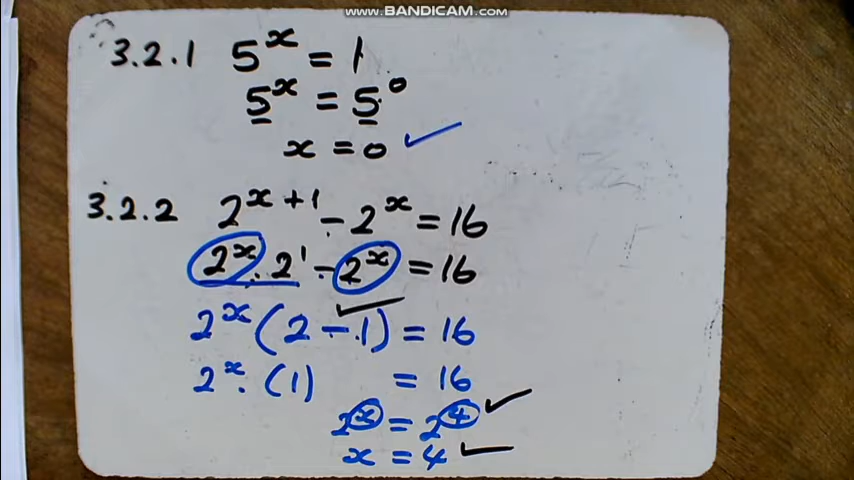 www.BANDICAM.com
3.2.1 5^x = 1
5^x = 5^0
x = 0 ✓
3.2.2 2^{x+1} - 2^x = 16
2^x . 2^1 - 2^x = 16
2^x (2 - 1) = 16 ✓
2^x . (1) = 16
2^x = 2^4 ✓
x = 4 ✓